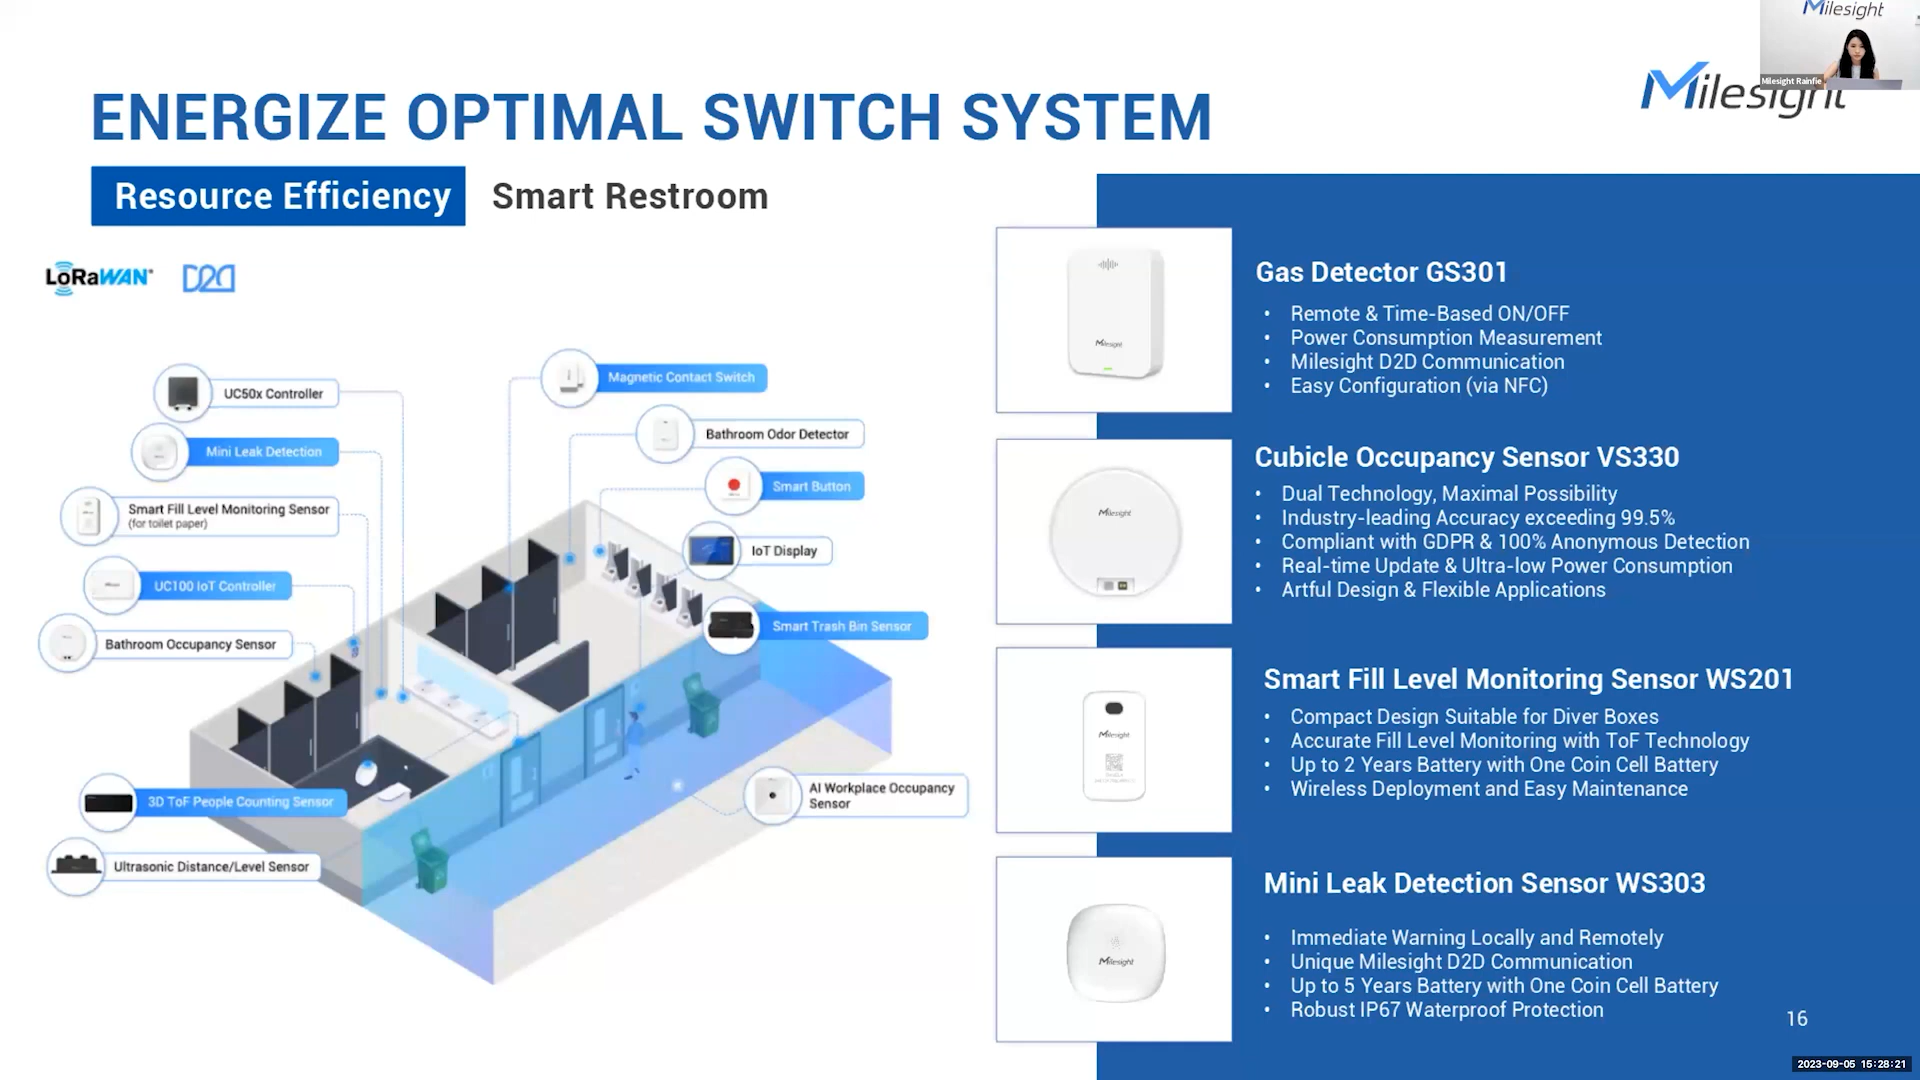 Milesight
Milesight Rainfie
Milesight
ENERGIZE OPTIMAL SWITCH SYSTEM
Resource Efficiency
Smart Restroom
LoRaWAN
D2D
UC50x Controller
Mini Leak Detection
Smart Fill Level Monitoring Sensor
(for toilet paper)
UC100 IoT Controller
Bathroom Occupancy Sensor
3D ToF People Counting Sensor
Ultrasonic Distance/Level Sensor
Magnetic Contact Switch
Bathroom Odor Detector
Smart Button
IoT Display
Smart Trash Bin Sensor
AI Workplace Occupancy
Sensor
Milesight
Gas Detector GS301
• Remote & Time-Based ON/OFF
• Power Consumption Measurement
• Milesight D2D Communication
• Easy Configuration (via NFC)
Milesight
Cubicle Occupancy Sensor VS330
• Dual Technology, Maximal Possibility
• Industry-leading Accuracy exceeding 99.5%
• Compliant with GDPR & 100% Anonymous Detection
• Real-time Update & Ultra-low Power Consumption
• Artful Design & Flexible Applications
Milesight
Smart Fill Level Monitoring Sensor WS201
• Compact Design Suitable for Diver Boxes
• Accurate Fill Level Monitoring with ToF Technology
• Up to 2 Years Battery with One Coin Cell Battery
• Wireless Deployment and Easy Maintenance
Milesight
Mini Leak Detection Sensor WS303
• Immediate Warning Locally and Remotely
• Unique Milesight D2D Communication
• Up to 5 Years Battery with One Coin Cell Battery
• Robust IP67 Waterproof Protection
16
2023-09-05 15:28:21